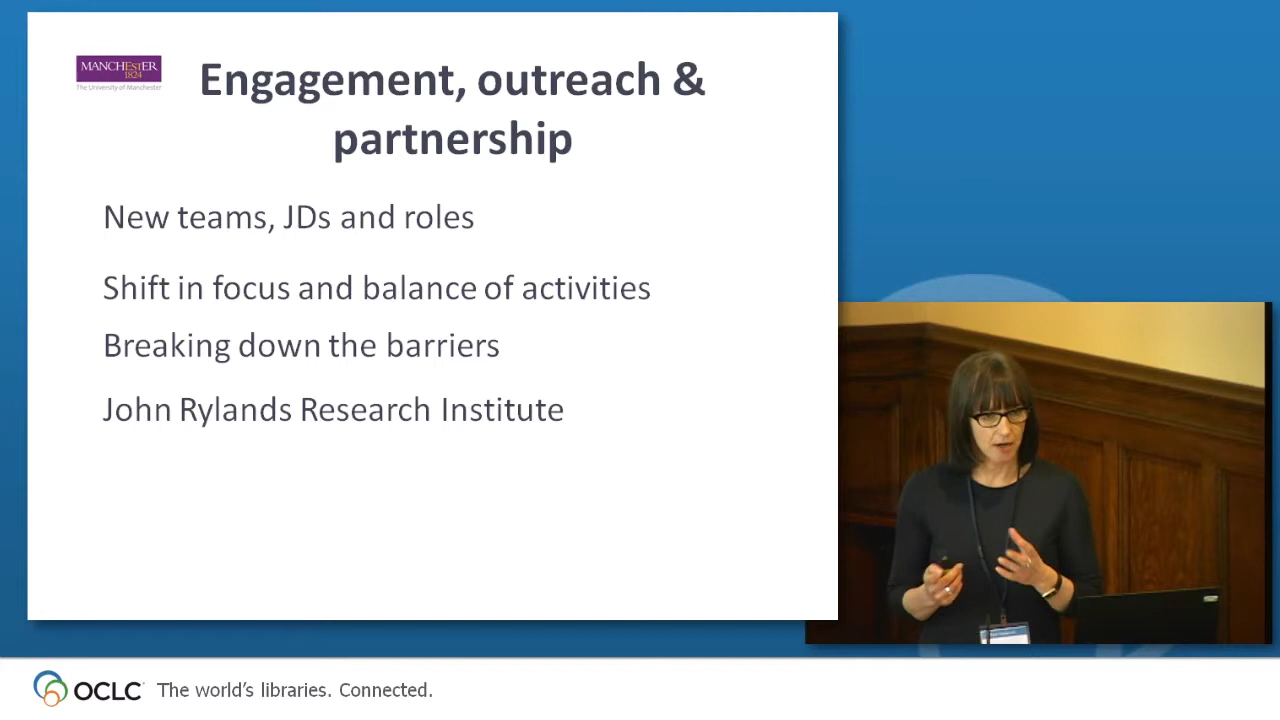 MANCHESTER
1824
The University of Manchester
Engagement, outreach &
partnership
New teams, JDs and roles
Shift in focus and balance of activities
Breaking down the barriers
John Rylands Research Institute
OCLC The world's libraries. Connected.